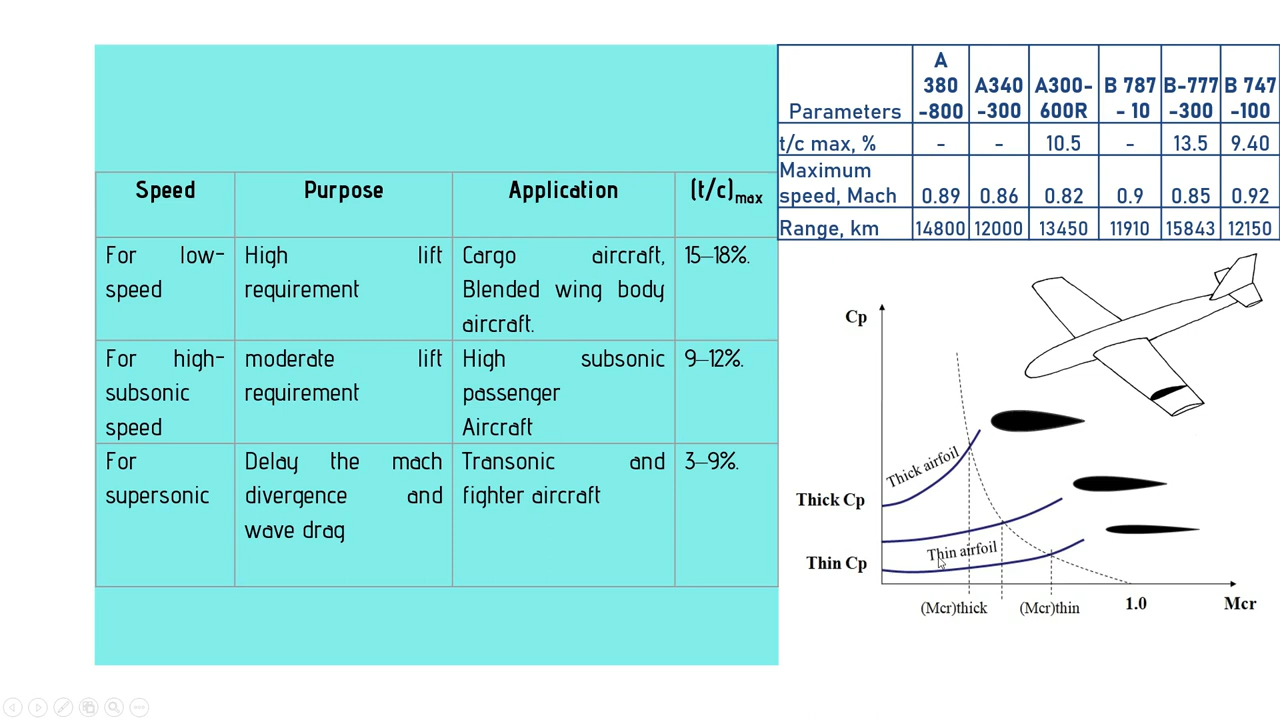 Speed Purpose Application (t/c)max
For low- High lift Cargo aircraft, 15–18%.
speed requirement Blended wing body
aircraft.
For high- moderate lift High subsonic 9–12%.
subsonic requirement passenger
speed Aircraft
For Delay the mach Transonic and 3–9%.
supersonic divergence and fighter aircraft
wave drag
A
380 A340 A300- B 787 B-777 B 747
Parameters -800 -300 600R - 10 -300 -100
t/c max, % - - 10.5 - 13.5 9.40
Maximum
speed, Mach 0.89 0.86 0.82 0.9 0.85 0.92
Range, km 14800 12000 13450 11910 15843 12150
Cp
Thick airfoil
Thick Cp
Thin airfoil
Thin Cp
(Mcr)thick (Mcr)thin 1.0 Mcr